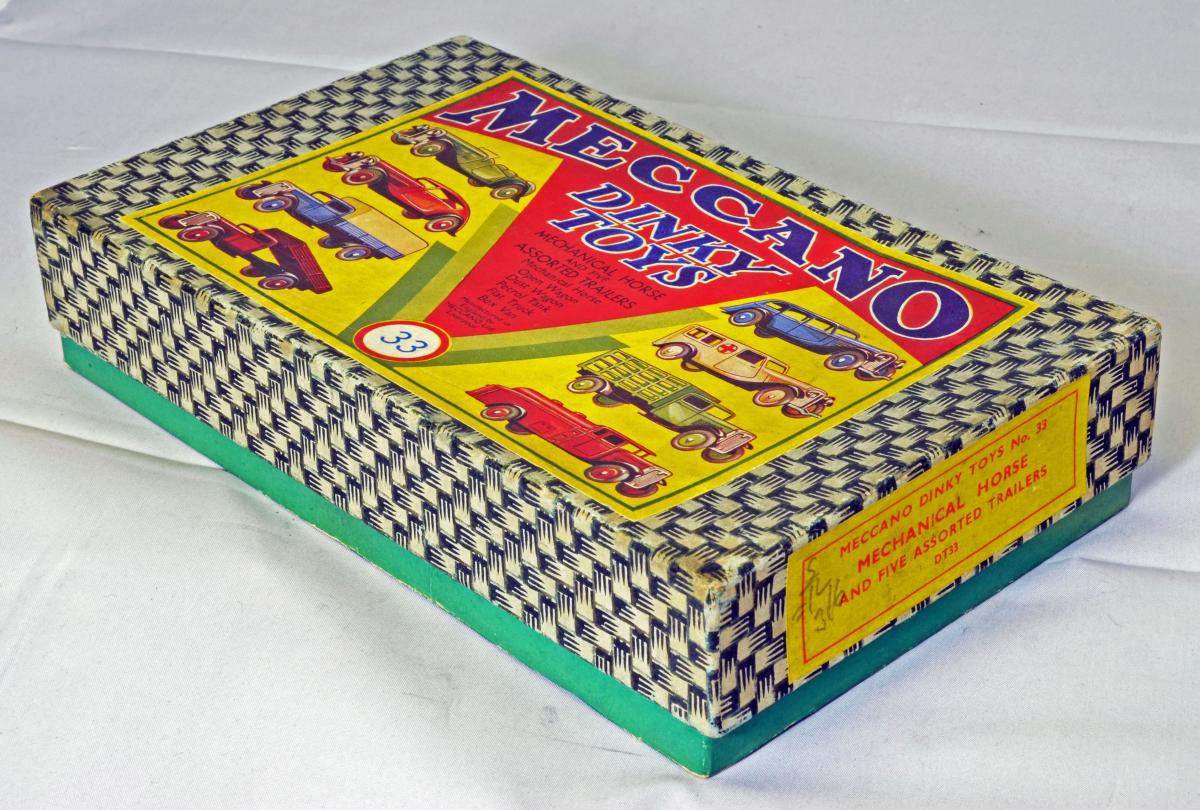 MECCANO
DINKY
TOYS
MECHANICAL HORSE
AND FIVE
ASSORTED TRAILERS
Mechanical Horse
Open Wagon
Dust Wagon
Petrol Tank
Flat Truck
Box Van
33
MECCANO DINKY TOYS No. 33
MECHANICAL HORSE
AND FIVE ASSORTED TRAILERS
DT33